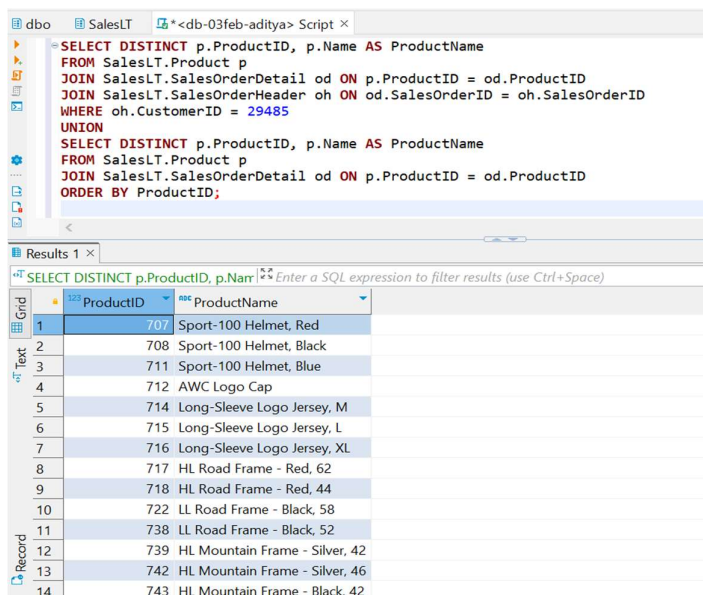 dbo SalesLT *<db-03feb-aditya> Script ×
SELECT DISTINCT p.ProductID, p.Name AS ProductName
FROM SalesLT.Product p
JOIN SalesLT.SalesOrderDetail od ON p.ProductID = od.ProductID
JOIN SalesLT.SalesOrderHeader oh ON od.SalesOrderID = oh.SalesOrderID
WHERE oh.CustomerID = 29485
UNION
SELECT DISTINCT p.ProductID, p.Name AS ProductName
FROM SalesLT.Product p
JOIN SalesLT.SalesOrderDetail od ON p.ProductID = od.ProductID
ORDER BY ProductID;
Results 1 ×
SELECT DISTINCT p.ProductID, p.Nam Enter a SQL expression to filter results (use Ctrl+Space)
Grid
Text
Record
123 ProductID ABC ProductName
1 707 Sport-100 Helmet, Red
2 708 Sport-100 Helmet, Black
3 711 Sport-100 Helmet, Blue
4 712 AWC Logo Cap
5 714 Long-Sleeve Logo Jersey, M
6 715 Long-Sleeve Logo Jersey, L
7 716 Long-Sleeve Logo Jersey, XL
8 717 HL Road Frame - Red, 62
9 718 HL Road Frame - Red, 44
10 722 LL Road Frame - Black, 58
11 738 LL Road Frame - Black, 52
12 739 HL Mountain Frame - Silver, 42
13 742 HL Mountain Frame - Silver, 46
14 743 HL Mountain Frame - Black, 42